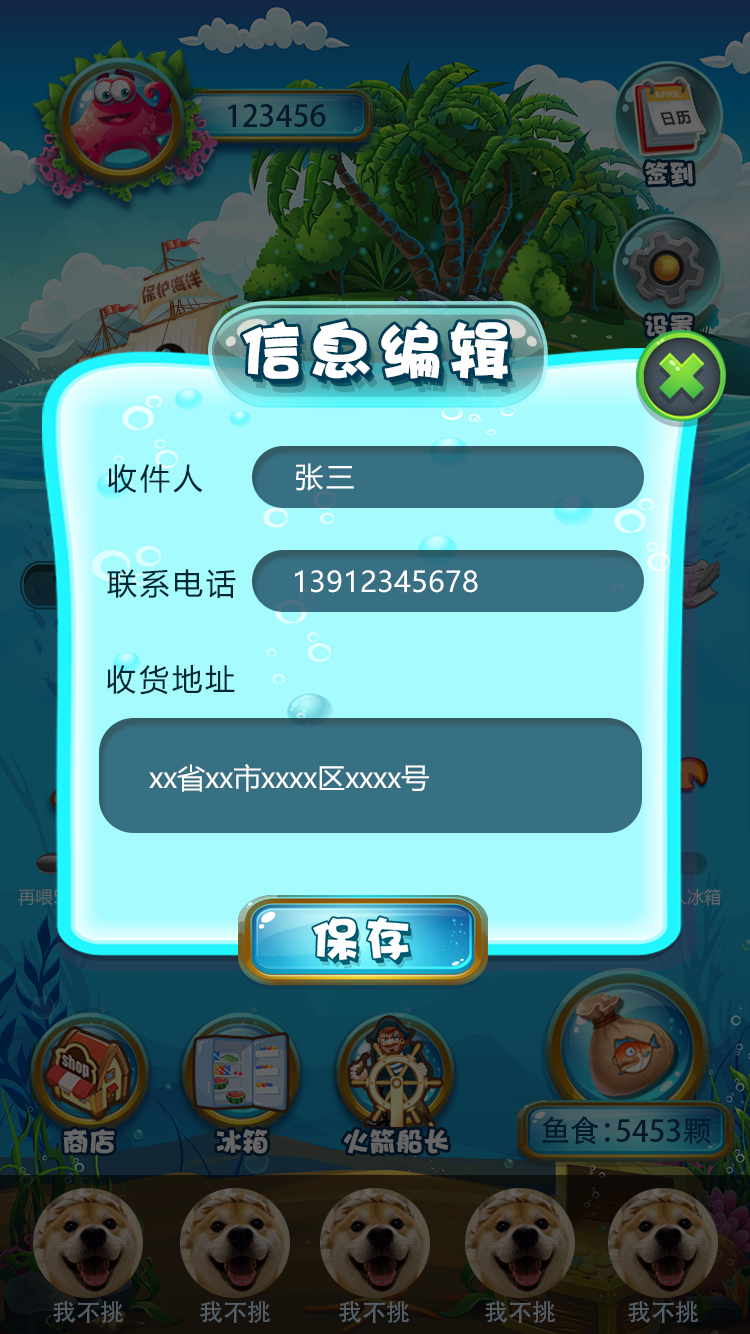 123456
APRIL
日历
签到
保护海洋
设置
信息编辑
收件人
张三
联系电话
13912345678
收货地址
xx省xx市xxxx区xxxx号
再喂5
冰箱
保存
shop
商店
冰箱
火箭船长
鱼食:5453颗
我不挑
我不挑
我不挑
我不挑
我不挑